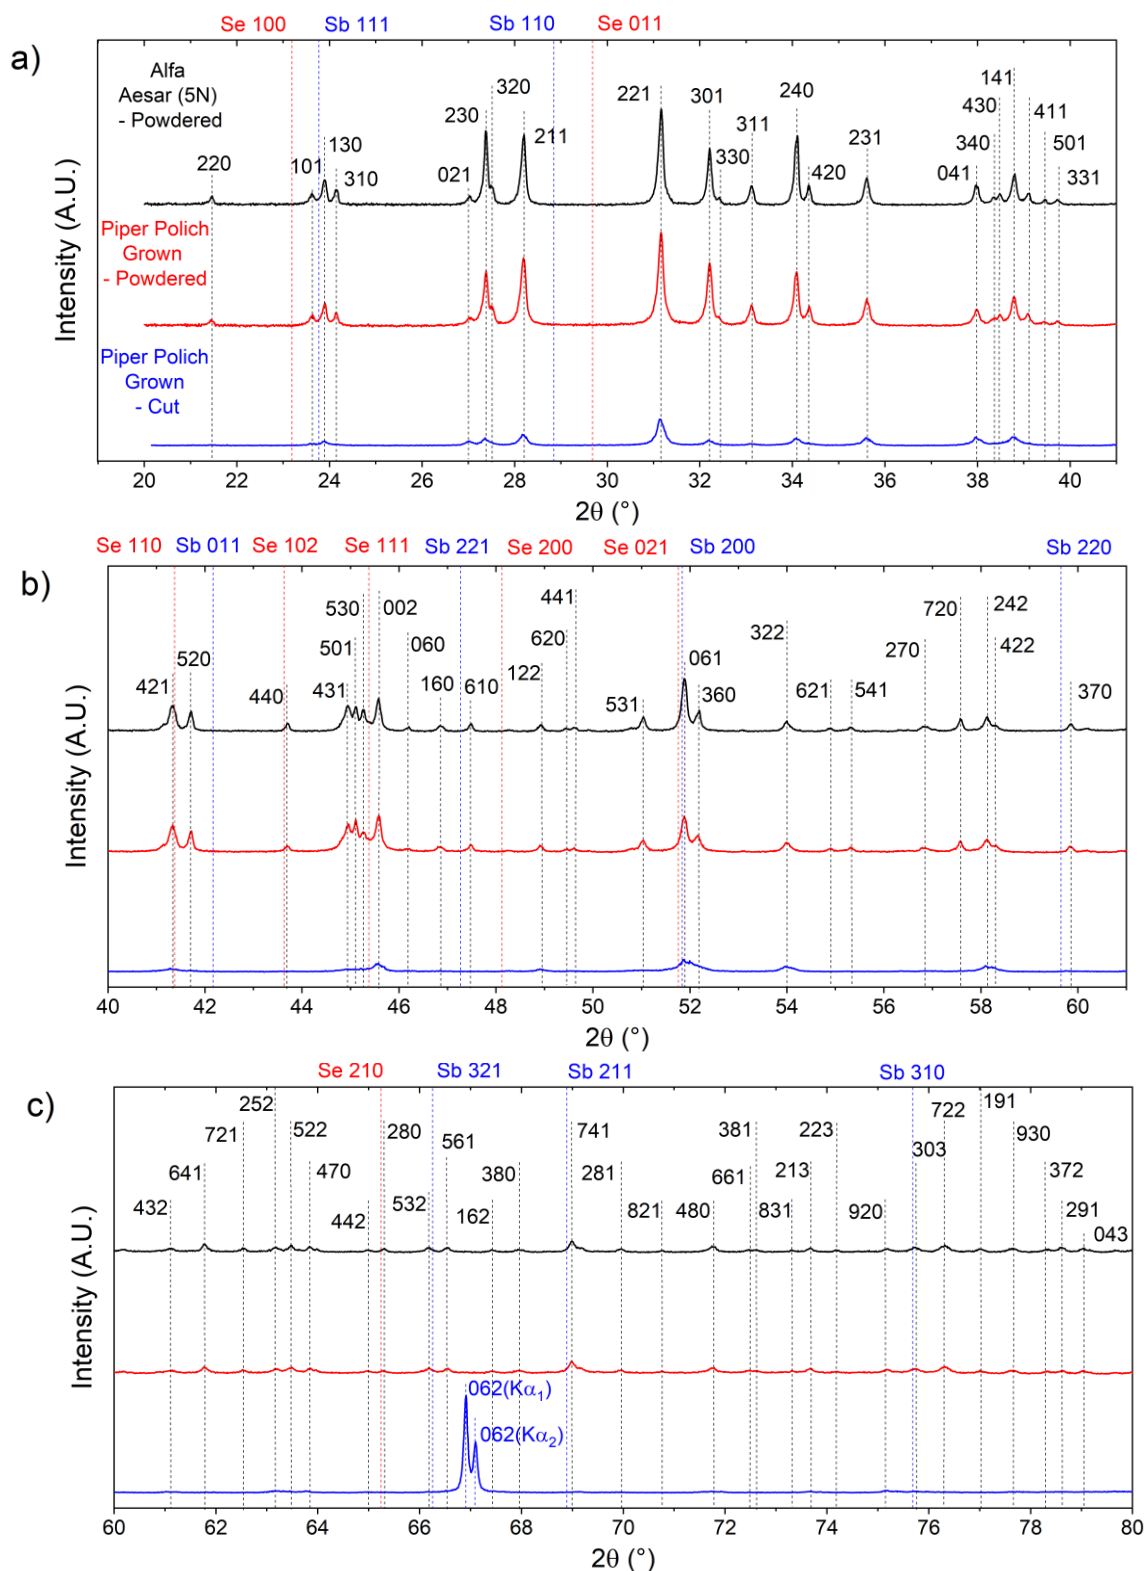 Se 100 Sb 111 Sb 110 Se 011
a)
Alfa
Aesar (5N)
- Powdered
Piper Polich
Grown
- Powdered
Piper Polich
Grown
- Cut
220 101 130 310 021 230 320 211 221 301 330 311 240 420 231 041 340 430 141 411 501 331
Intensity (A.U.)
20 22 24 26 28 30 32 34 36 38 40
2θ (°)
Se 110 Sb 011 Se 102 Se 111 Sb 221 Se 200 Se 021 Sb 200 Sb 220
b)
421 520 440 431 501 530 002 060 160 610 122 620 441 531 061 360 322 621 541 270 720 242 422 370
Intensity (A.U.)
40 42 44 46 48 50 52 54 56 58 60
2θ (°)
Se 210 Sb 321 Sb 211 Sb 310
c)
432 641 721 252 522 470 442 280 532 561 162 380 741 281 821 480 661 381 831 213 223 920 303 722 191 930 372 291 043
062(Kα₁)
062(Kα₂)
Intensity (A.U.)
60 62 64 66 68 70 72 74 76 78 80
2θ (°)